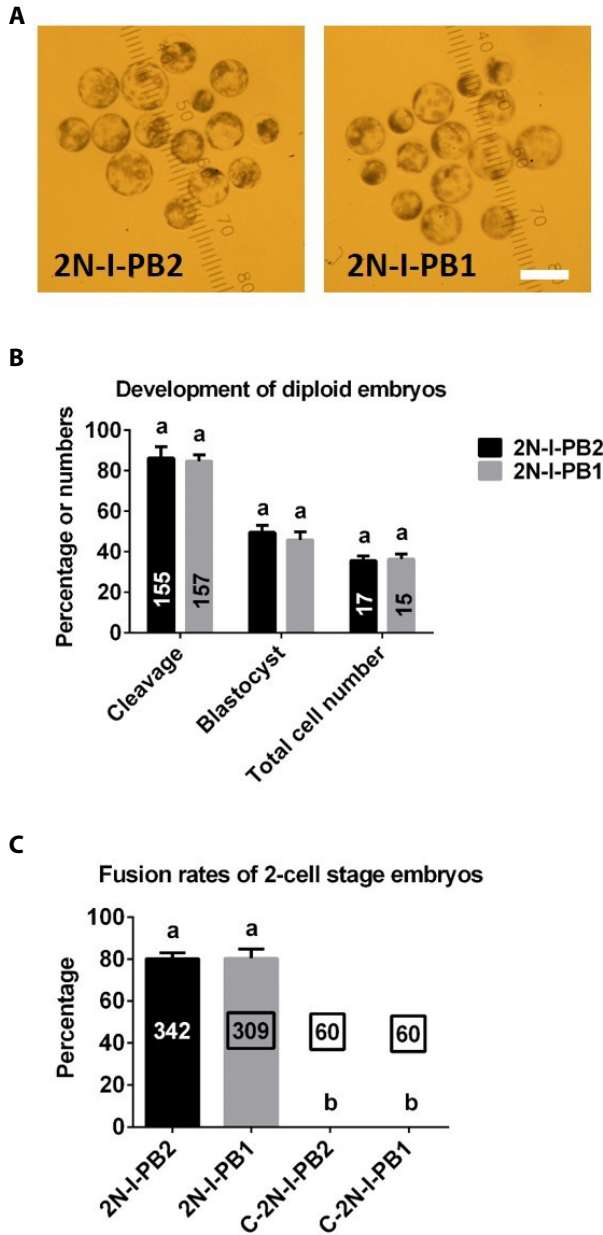 A
40
50
60
70
80
2N-I-PB2
40
50
60
70
80
2N-I-PB1
B
Development of diploid embryos
Percentage or numbers
100
80
60
40
20
0
a
a
a
a
a
a
155
157
17
15
Cleavage
Blastocyst
Total cell number
2N-I-PB2
2N-I-PB1
C
Fusion rates of 2-cell stage embryos
Percentage
100
80
60
40
20
0
a
a
342
309
60
60
b
b
2N-I-PB2
2N-I-PB1
C-2N-I-PB2
C-2N-I-PB1